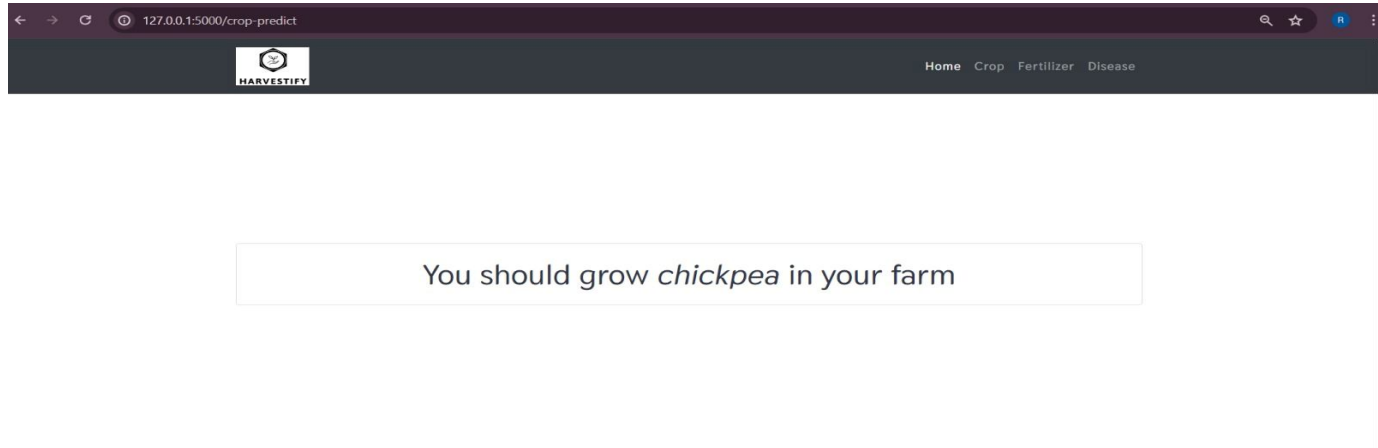 127.0.0.1:5000/crop-predict
R
HARVESTIFY
Home Crop Fertilizer Disease
You should grow chickpea in your farm